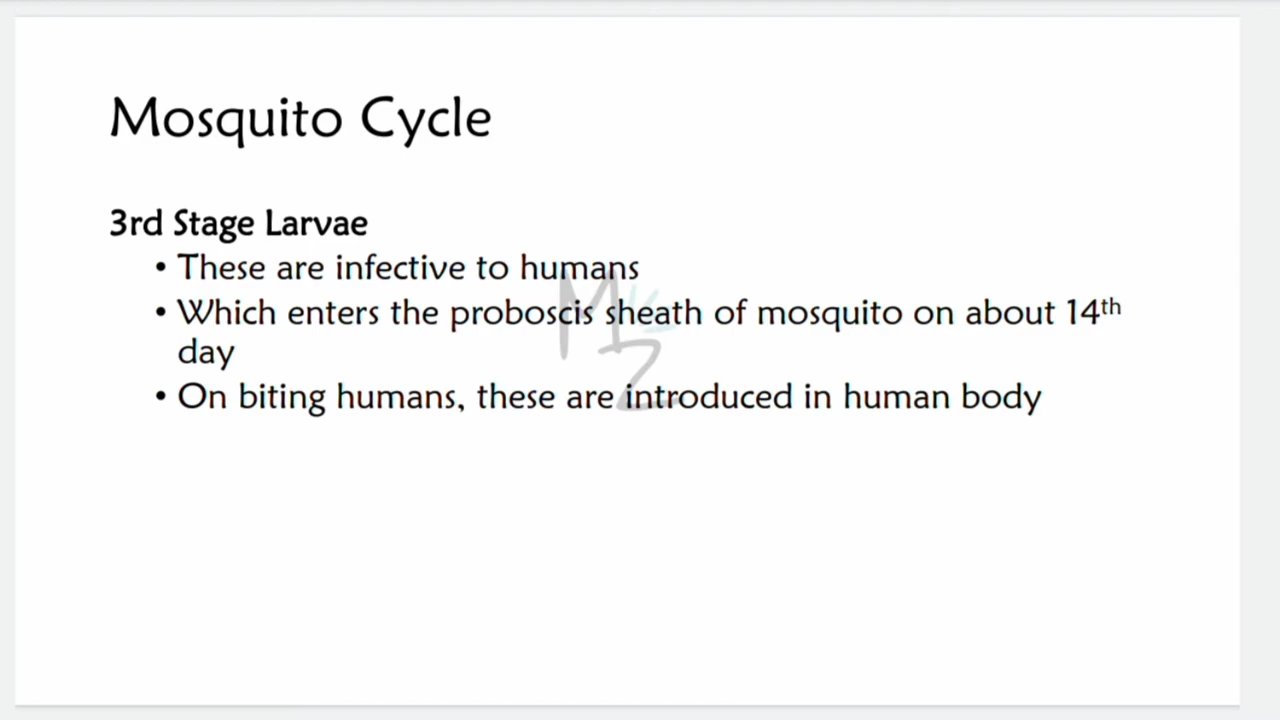 Mosquito Cycle
3rd Stage Larvae
• These are infective to humans
• Which enters the proboscis sheath of mosquito on about 14th
day
• On biting humans, these are introduced in human body
MZ